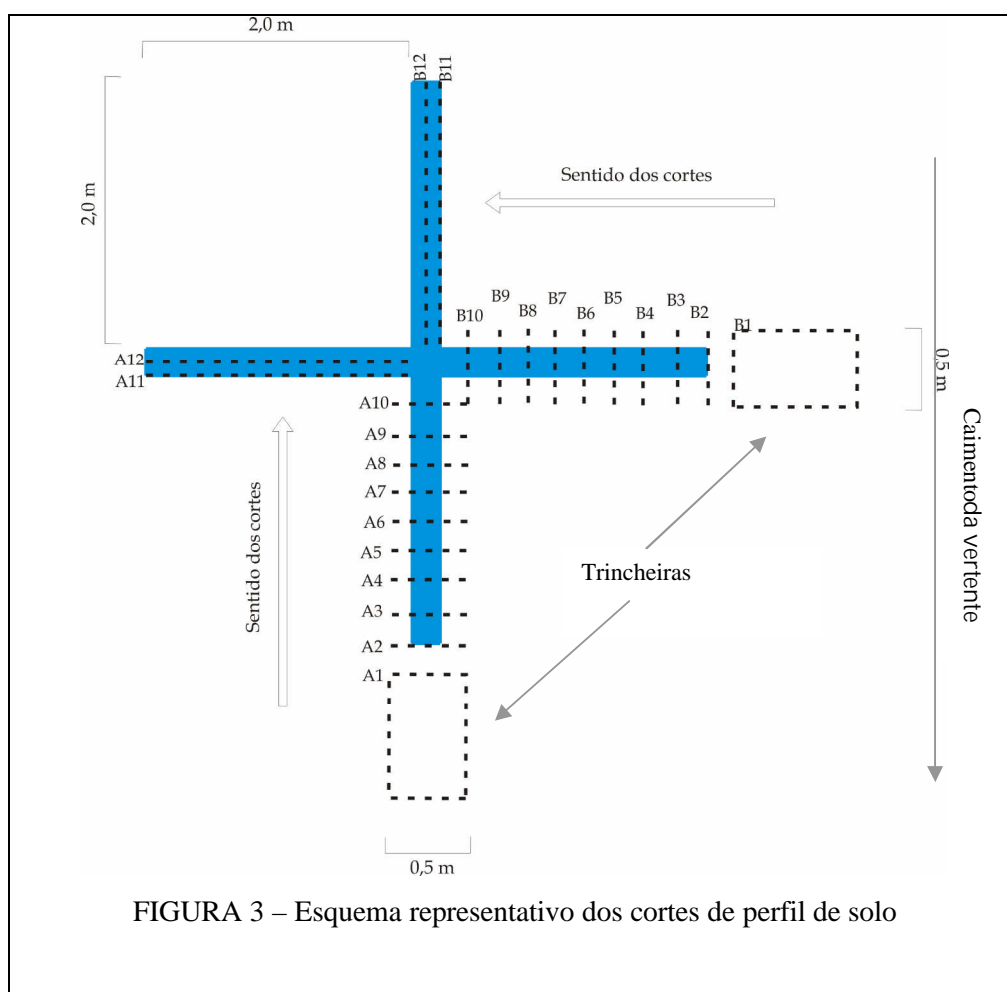 2,0 m
B12
B11
2,0 m
Sentido dos cortes
B10
B9
B8
B7
B6
B5
B4
B3
B2
B1
0,5 m
A12
A11
A10
A9
A8
A7
A6
A5
A4
A3
A2
A1
Sentido dos cortes
Trincheiras
Caimentoda vertente
0,5 m
FIGURA 3 – Esquema representativo dos cortes de perfil de solo